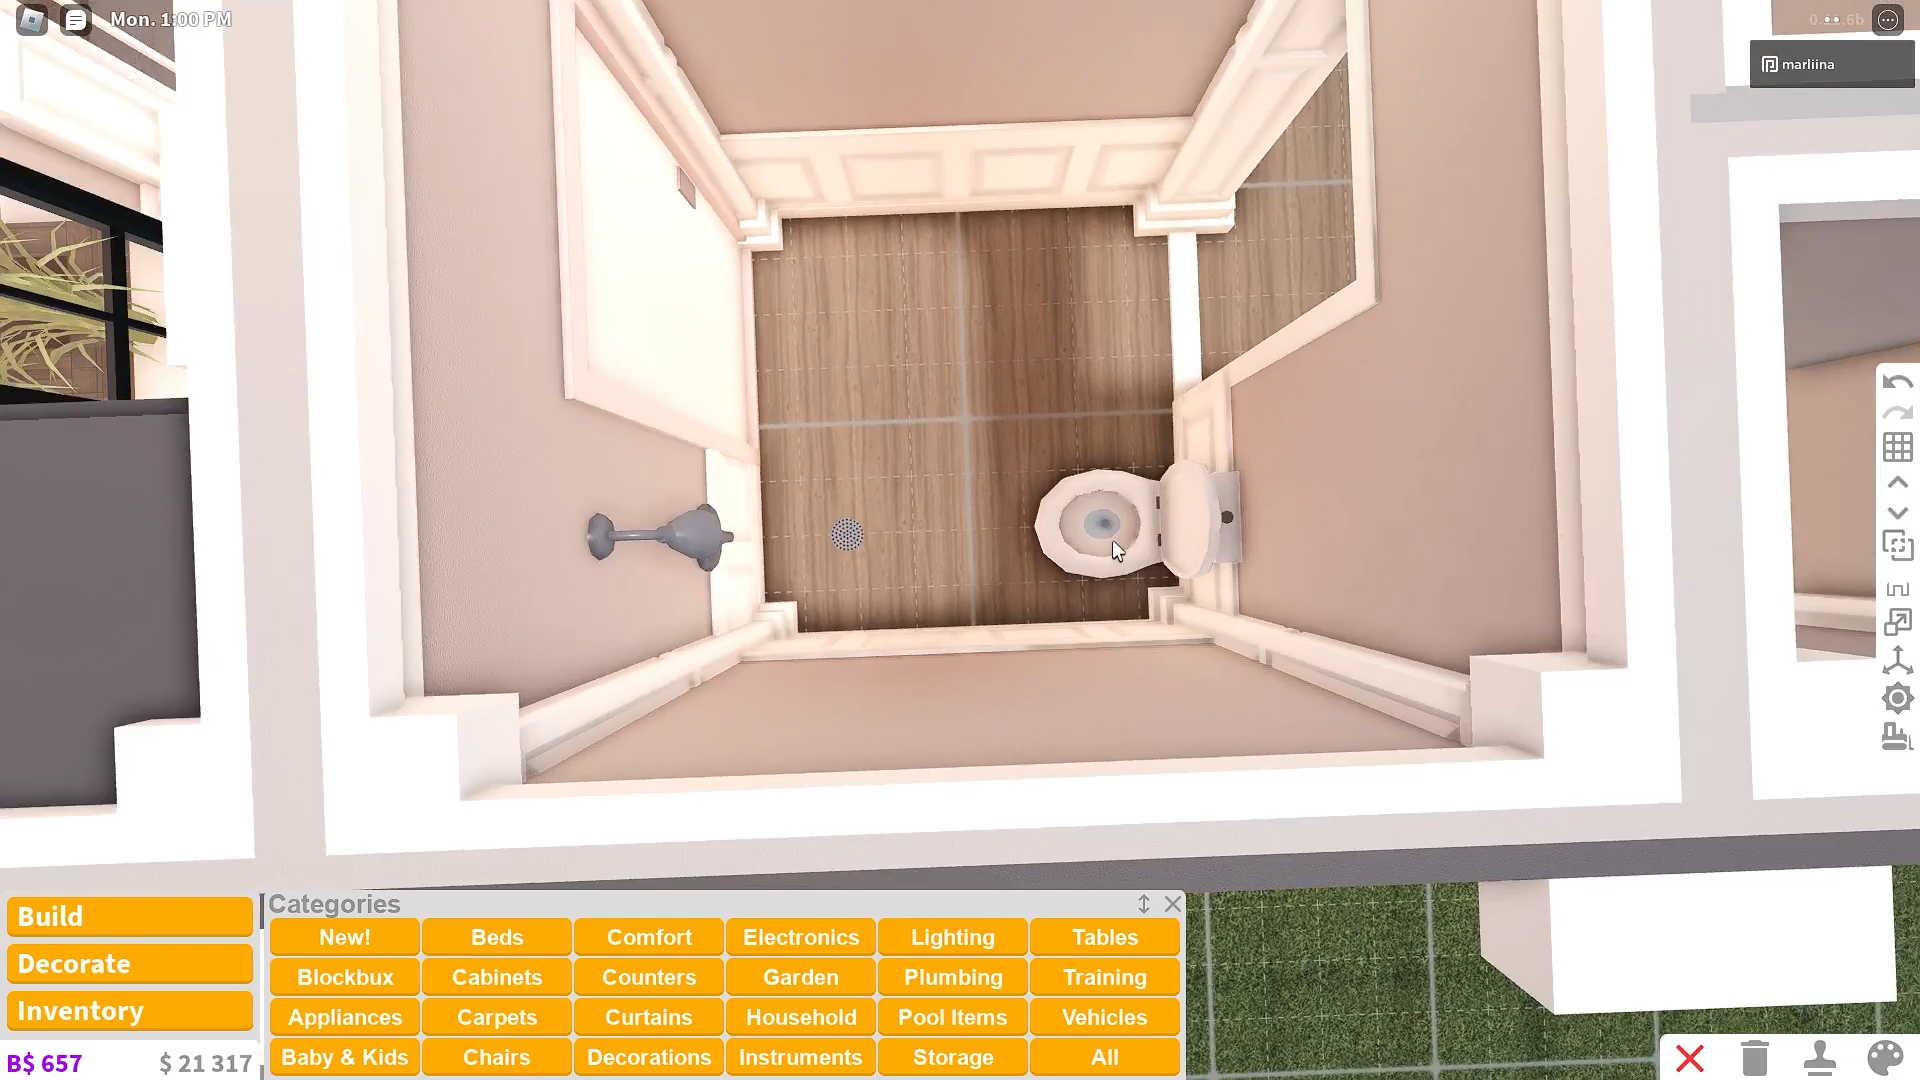 Mon. 1:00 PM
marliina
Build
Decorate
Inventory
B$ 657
$ 21 317
Categories
New! Beds Comfort Electronics Lighting Tables
Blockbux Cabinets Counters Garden Plumbing Training
Appliances Carpets Curtains Household Pool Items Vehicles
Baby & Kids Chairs Decorations Instruments Storage All